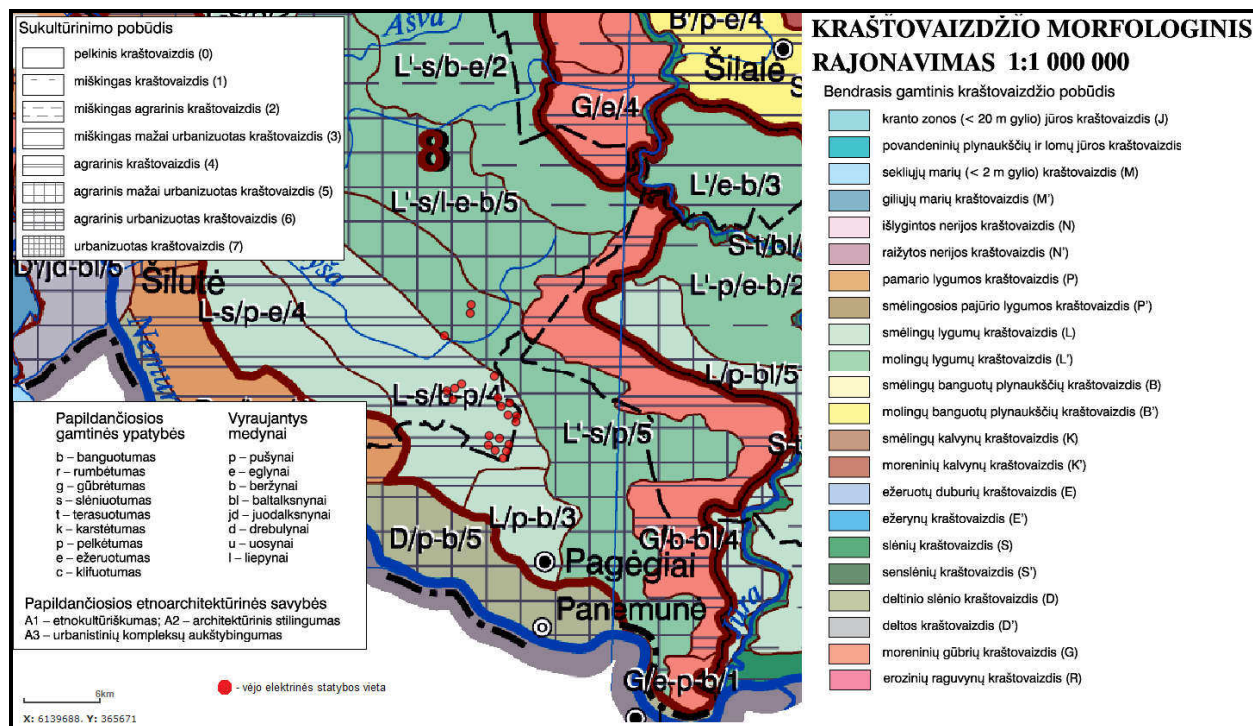 Sukultūrinimo pobūdis
pelkinis kraštovaizdis (0)
miškingas kraštovaizdis (1)
miškingas agrarinis kraštovaizdis (2)
miškingas mažai urbanizuotas kraštovaizdis (3)
agrarinis kraštovaizdis (4)
agrarinis mažai urbanizuotas kraštovaizdis (5)
agrarinis urbanizuotas kraštovaizdis (6)
urbanizuotas kraštovaizdis (7)
Ašva
L'-s/b-e/2
B'/p-e/4
Šilalė
G/e/4
8
L'/e-b/3
L'-s/l-e-b/5
S-t/bl/
D'/jd-bl/5
Šilutė
yša
L'-p/e-b/2
L-s/p-e/4
Nemun
L/p-bl/5
L-s/b-p/4
L'-s/p/5
S-t
L/p-b/3
D/p-b/5
G/b-bl/4
Pagėgiai
Panemunė
ūra
G/e-p-b/1
Papildančiosios
gamtinės ypatybės
b – banguotumas
r – rumbėtumas
g – gūbrėtumas
s – slėniuotumas
t – terasuotumas
k – karstėtumas
p – pelkėtumas
e – ežeruotumas
c – klifuotumas
Vyraujantys
medynai
p – pušynai
e – eglynai
b – beržynai
bl – baltalksnynai
jd – juodalksnynai
d – drebulynai
u – uosynai
l – liepynai
Papildančiosios etnoarchitektūrinės savybės
A1 – etnokultūriškumas; A2 – architektūrinis stilingumas
A3 – urbanistinių kompleksų aukštybingumas
6km
X: 6139688. Y: 365671
- vėjo elektrinės statybos vieta
KRAŠTOVAIZDŽIO MORFOLOGINIS
RAJONAVIMAS 1:1 000 000
Bendrasis gamtinis kraštovaizdžio pobūdis
kranto zonos (< 20 m gylio) jūros kraštovaizdis (J)
povandeninių plynaukščių ir lomų jūros kraštovaizdis
sekliųjų marių (< 2 m gylio) kraštovaizdis (M)
giliųjų marių kraštovaizdis (M')
išlygintos nerijos kraštovaizdis (N)
raižytos nerijos kraštovaizdis (N')
pamario lygumos kraštovaizdis (P)
smėlingosios pajūrio lygumos kraštovaizdis (P')
smėlingų lygumų kraštovaizdis (L)
molingų lygumų kraštovaizdis (L')
smėlingų banguotų plynaukščių kraštovaizdis (B)
molingų banguotų plynaukščių kraštovaizdis (B')
smėlingų kalvynų kraštovaizdis (K)
moreninių kalvynų kraštovaizdis (K')
ežeruotų duburių kraštovaizdis (E)
ežerynų kraštovaizdis (E')
slėnių kraštovaizdis (S)
senslėnių kraštovaizdis (S')
deltinio slėnio kraštovaizdis (D)
deltos kraštovaizdis (D')
moreninių gūbrių kraštovaizdis (G)
erozinių raguvynų kraštovaizdis (R)